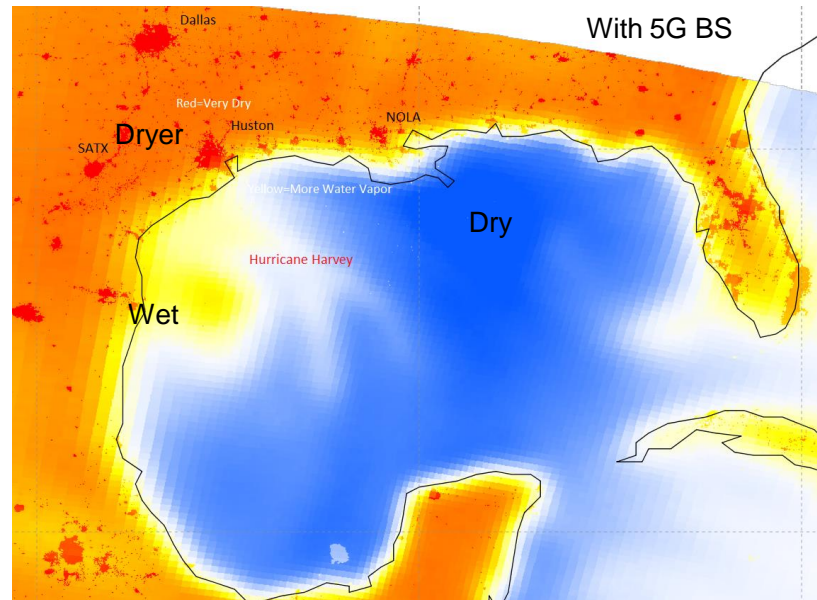 Dallas
With 5G BS
Red=Very Dry
NOLA
Huston
Dryer
SATX
Yellow=More Water Vapor
Dry
Hurricane Harvey
Wet